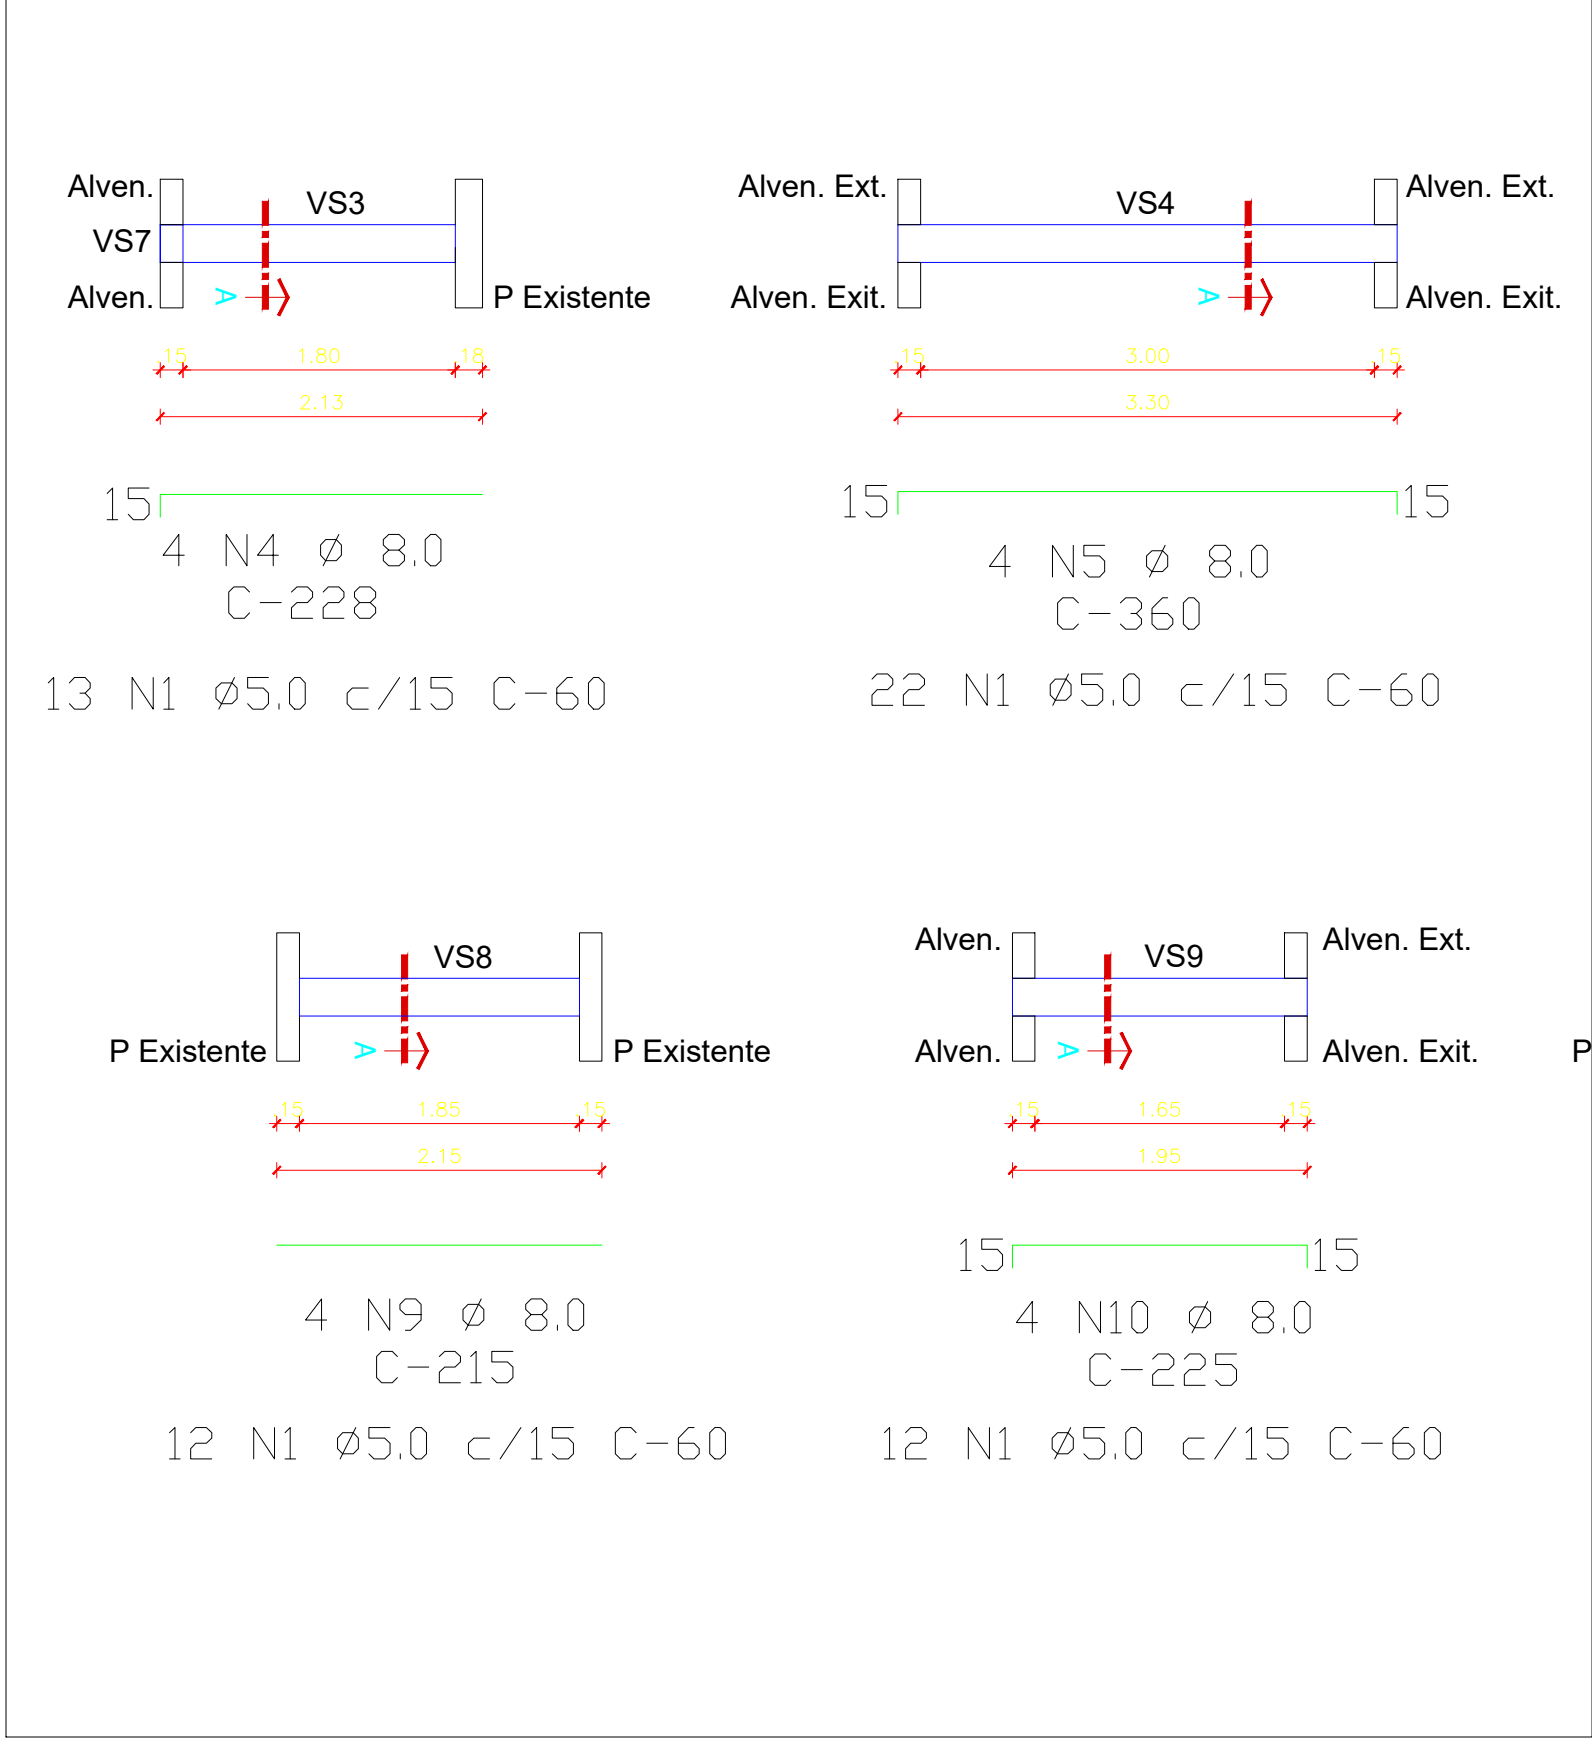 Alven.
VS3
VS7
Alven.
A
P Existente
.15
1.80
.18
2.13
15
4 N4 ø 8.0
C-228
13 N1 ø5.0 c/15 C-60
Alven. Ext.
VS4
Alven. Ext.
Alven. Exit.
A
Alven. Exit.
.15
3.00
.15
3.30
15
15
4 N5 ø 8.0
C-360
22 N1 ø5.0 c/15 C-60
VS8
P Existente
A
P Existente
.15
1.85
.15
2.15
4 N9 ø 8.0
C-215
12 N1 ø5.0 c/15 C-60
Alven.
VS9
Alven. Ext.
Alven.
A
Alven. Exit.
.15
1.65
.15
1.95
15
15
4 N10 ø 8.0
C-225
12 N1 ø5.0 c/15 C-60
P